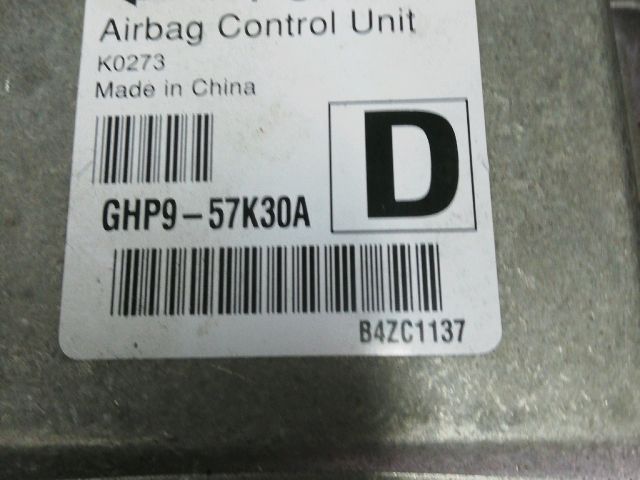 Airbag Control Unit
K0273
Made in China
D
GHP9-57K30A
B4ZC1137